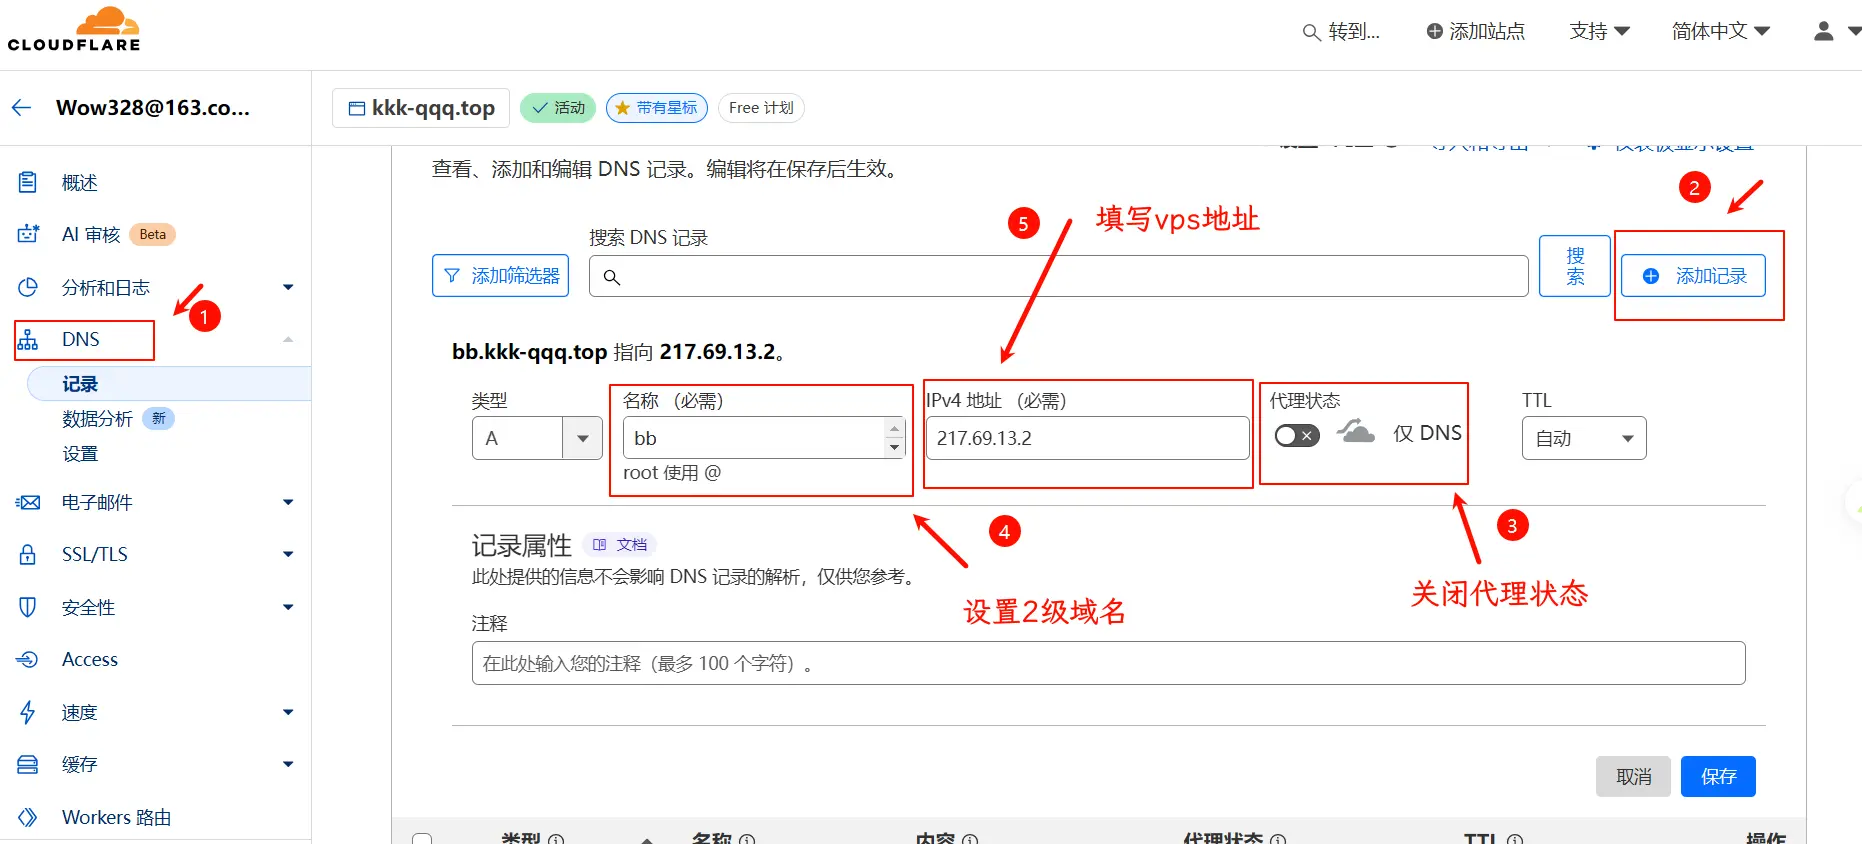 CLOUDFLARE
转到...
添加站点
支持
简体中文
Wow328@163.co...
kkk-qqq.top
活动
带有星标
Free 计划
概述
AI 审核 Beta
分析和日志
1
DNS
记录
数据分析 新
设置
电子邮件
SSL/TLS
安全性
Access
速度
缓存
Workers 路由
查看、添加和编辑 DNS 记录。编辑将在保存后生效。
2
5
填写vps地址
搜索 DNS 记录
添加筛选器
搜
索
添加记录
bb.kkk-qqq.top 指向 217.69.13.2。
类型
名称 （必需）
IPv4 地址 （必需）
代理状态
TTL
A
bb
217.69.13.2
仅 DNS
自动
root 使用 @
4
3
记录属性
文档
此处提供的信息不会影响 DNS 记录的解析，仅供您参考。
设置2级域名
关闭代理状态
注释
在此处输入您的注释（最多 100 个字符）。
取消
保存
类型
名称
内容
代理状态
TTL
操作